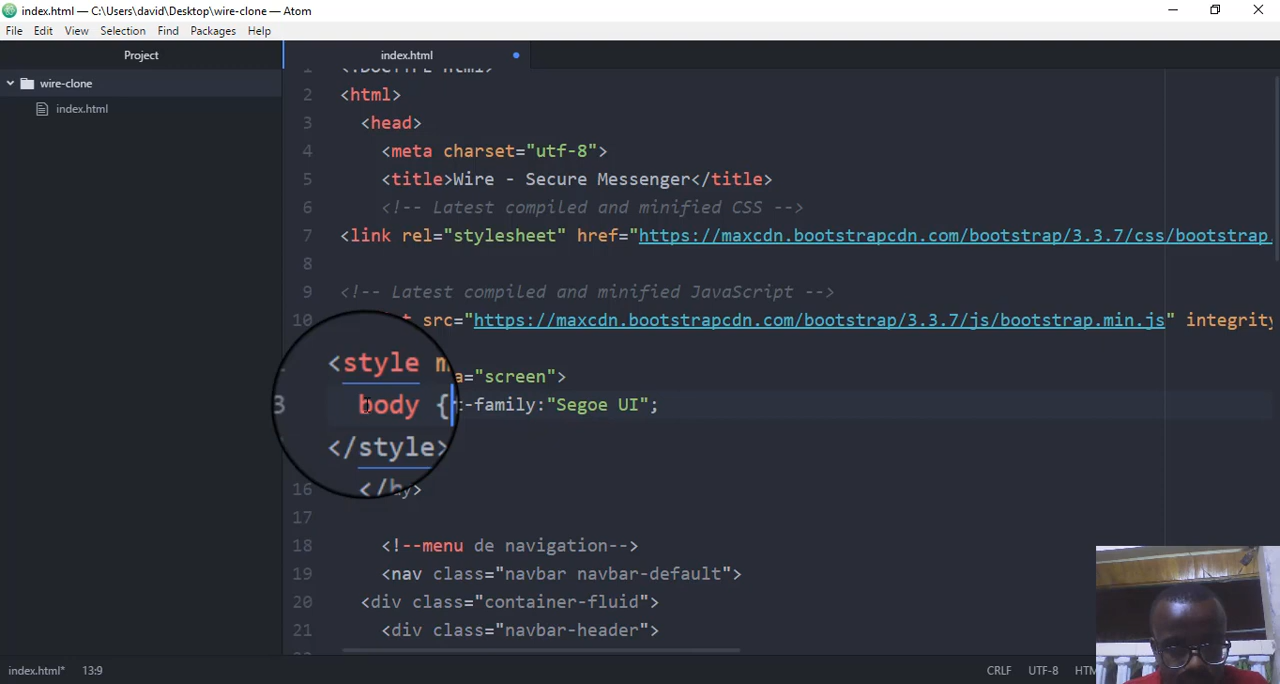 index.html — C:\Users\david\Desktop\wire-clone — Atom
File Edit View Selection Find Packages Help
Project
index.html
wire-clone
index.html
1 <!DOCTYPE html>
2 <html>
3 <head>
4 <meta charset="utf-8">
5 <title>Wire - Secure Messenger</title>
6 <!-- Latest compiled and minified CSS -->
7 <link rel="stylesheet" href="https://maxcdn.bootstrapcdn.com/bootstrap/3.3.7/css/bootstrap
8
9 <!-- Latest compiled and minified JavaScript -->
10 t src="https://maxcdn.bootstrapcdn.com/bootstrap/3.3.7/js/bootstrap.min.js" integrity
<style m a="screen">
3 body { t-family:"Segoe UI";
</style>
16 </ y>
17
18 <!--menu de navigation-->
19 <nav class="navbar navbar-default">
20 <div class="container-fluid">
21 <div class="navbar-header">
index.html* 13:9 CRLF UTF-8 HTM